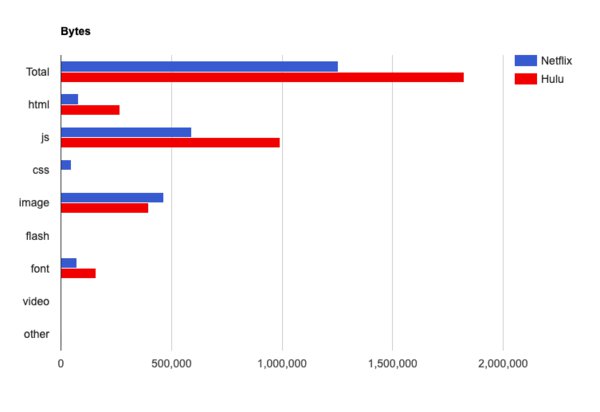 Bytes
Netflix
Hulu
Total
html
js
css
image
flash
font
video
other
0 500,000 1,000,000 1,500,000 2,000,000